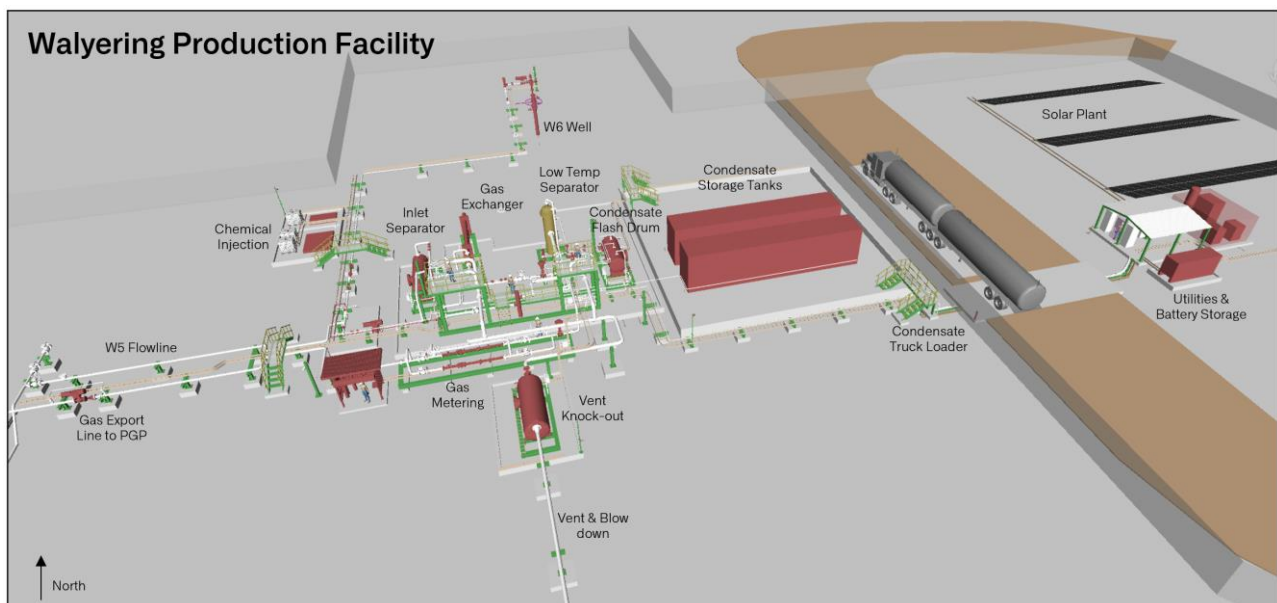 Walyering Production Facility
W6 Well
Solar Plant
Low Temp
Separator
Condensate
Storage Tanks
Gas
Exchanger
Inlet
Separator
Condensate
Flash Drum
Chemical
Injection
Utilities &
Battery Storage
Condensate
Truck Loader
W5 Flowline
Gas
Metering
Vent
Knock-out
Gas Export
Line to PGP
Vent & Blow
down
North